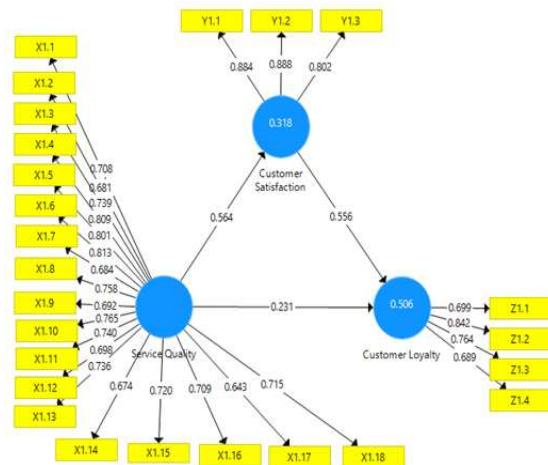 Y1.1
Y1.2
Y1.3
0.884
0.888
0.802
0.318
Customer
Satisfaction
X1.1
X1.2
X1.3
X1.4
X1.5
X1.6
X1.7
X1.8
X1.9
X1.10
X1.11
X1.12
X1.13
0.708
0.681
0.739
0.809
0.801
0.813
0.684
0.758
0.692
0.765
0.740
0.698
0.736
0.564
0.556
0.231
Service Quality
0.506
Customer Loyalty
0.699
0.842
0.764
0.689
Z1.1
Z1.2
Z1.3
Z1.4
0.674
0.720
0.709
0.643
0.715
X1.14
X1.15
X1.16
X1.17
X1.18